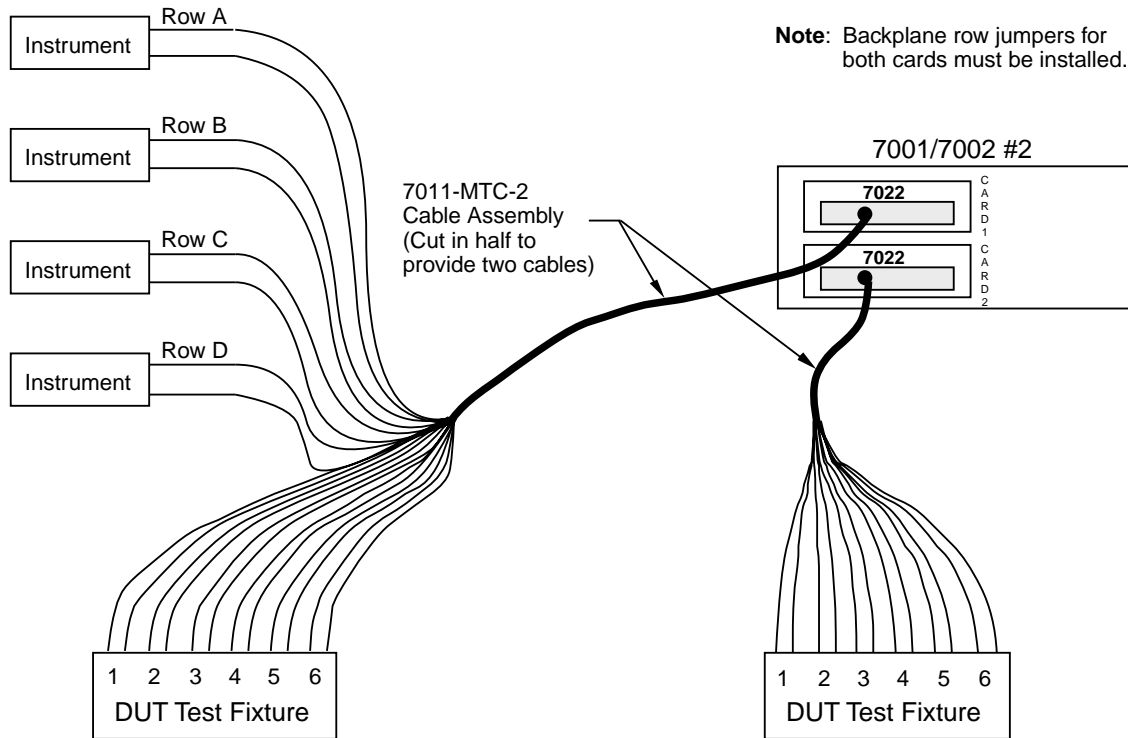 Row A
Instrument
Note: Backplane row jumpers for
both cards must be installed.
Row B
Instrument
7001/7002 #2
7022
CARD 1
7022
CARD 2
7011-MTC-2
Cable Assembly
(Cut in half to
provide two cables)
Row C
Instrument
Row D
Instrument
1 2 3 4 5 6
DUT Test Fixture
1 2 3 4 5 6
DUT Test Fixture